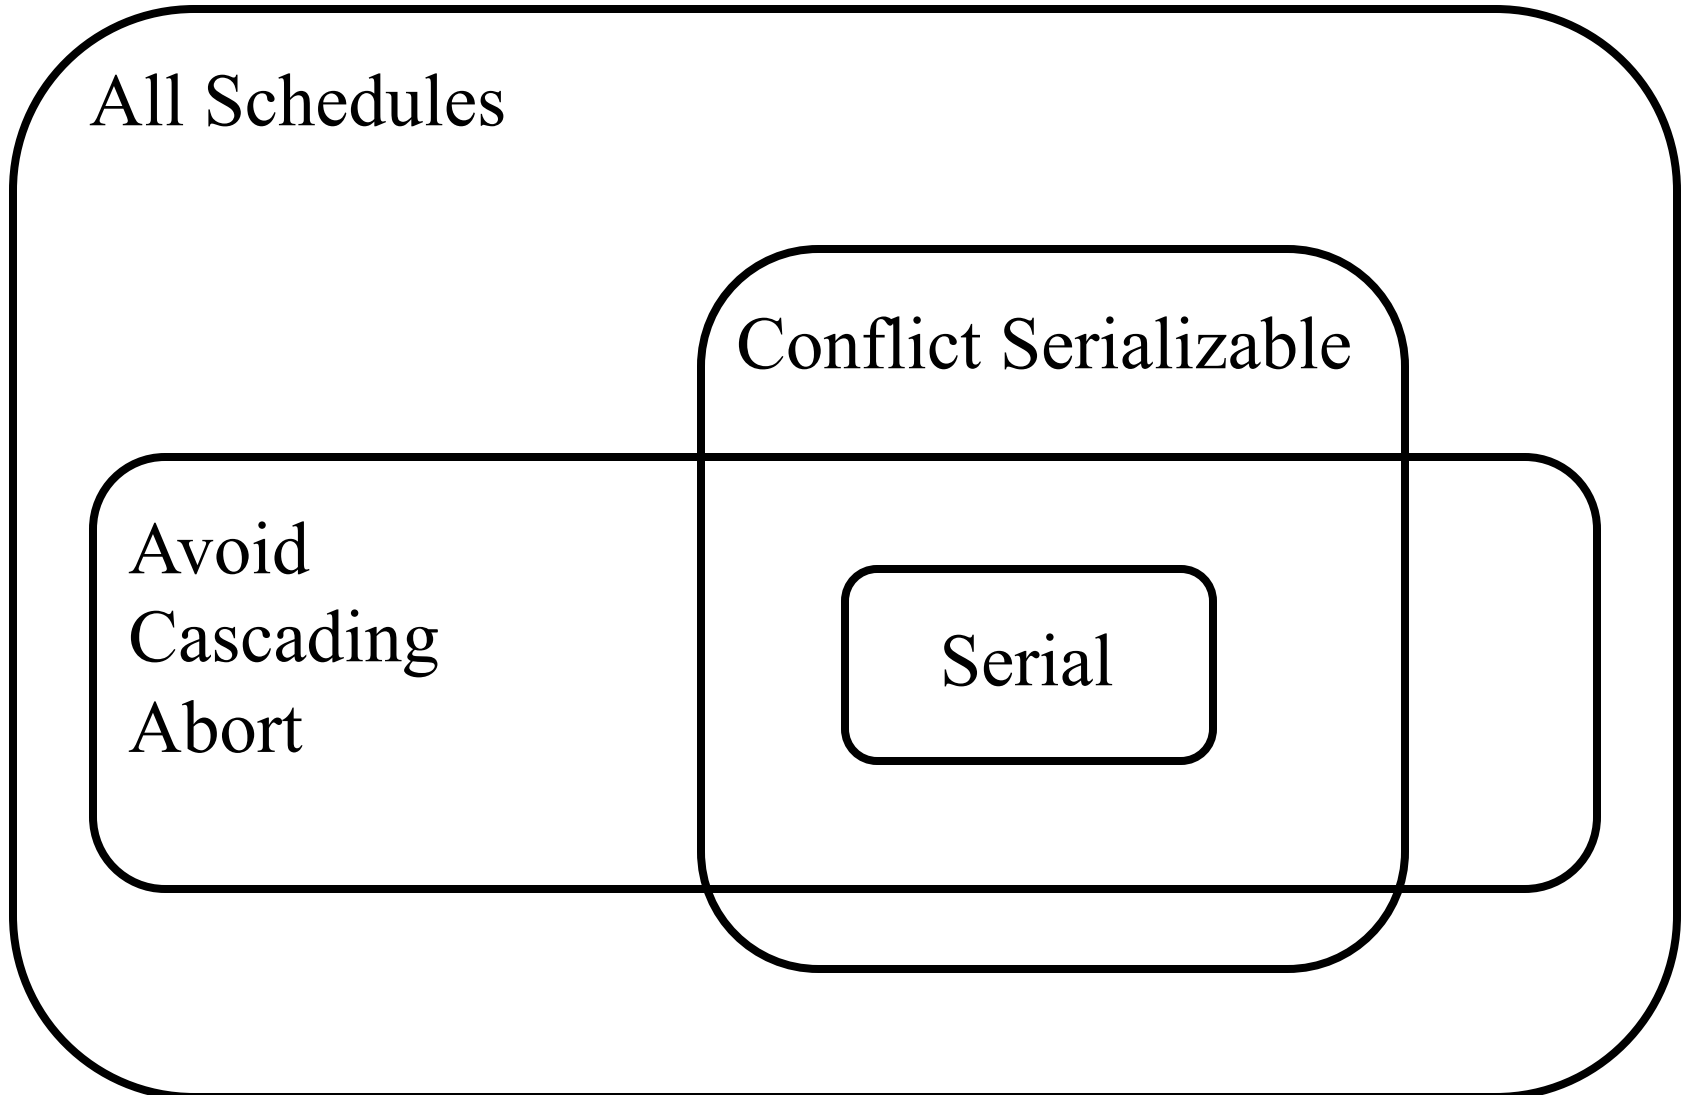 All Schedules
Conflict Serializable
Avoid
Cascading
Abort
Serial